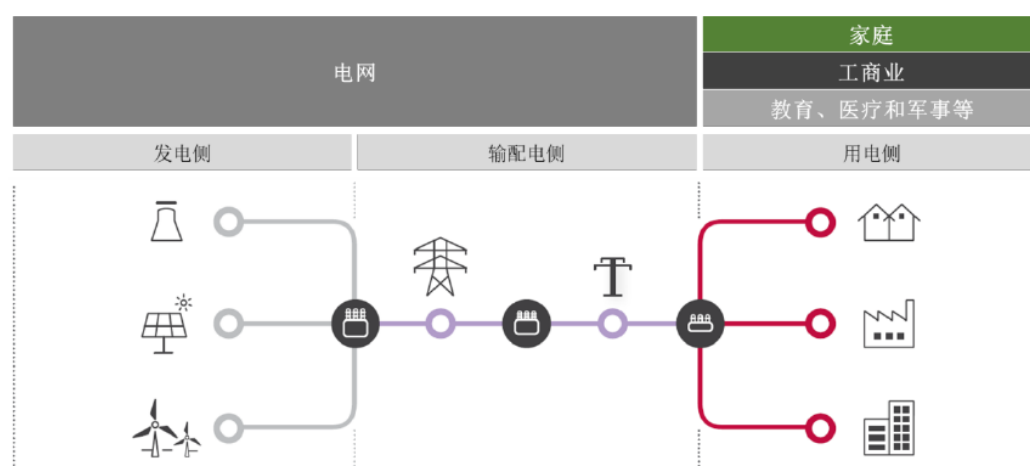 电网
家庭
工商业
教育、医疗和军事等
发电侧
输配电侧
用电侧